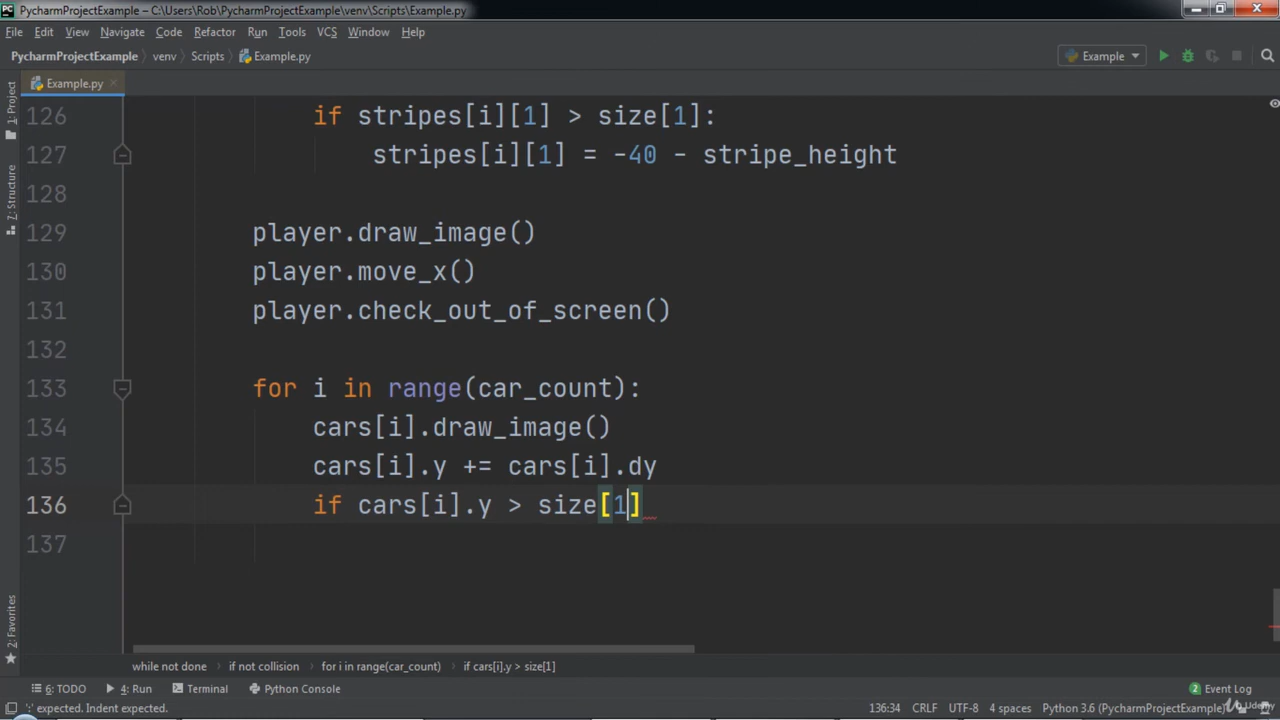 PycharmProjectExample – C:\Users\Rob\PycharmProjectExample\venv\Scripts\Example.py
File Edit View Navigate Code Refactor Run Tools VCS Window Help
PycharmProjectExample venv Scripts Example.py Example
Example.py
1: Project
7: Structure
2: Favorites
126 if stripes[i][1] > size[1]:
127 stripes[i][1] = -40 - stripe_height
128
129 player.draw_image()
130 player.move_x()
131 player.check_out_of_screen()
132
133 for i in range(car_count):
134 cars[i].draw_image()
135 cars[i].y += cars[i].dy
136 if cars[i].y > size[1]
137
while not done if not collision for i in range(car_count) if cars[i].y > size[1]
6: TODO 4: Run Terminal Python Console 2 Event Log
':' expected. Indent expected. 136:34 CRLF UTF-8 4 spaces Python 3.6 (PycharmProjectExample)
Udemy